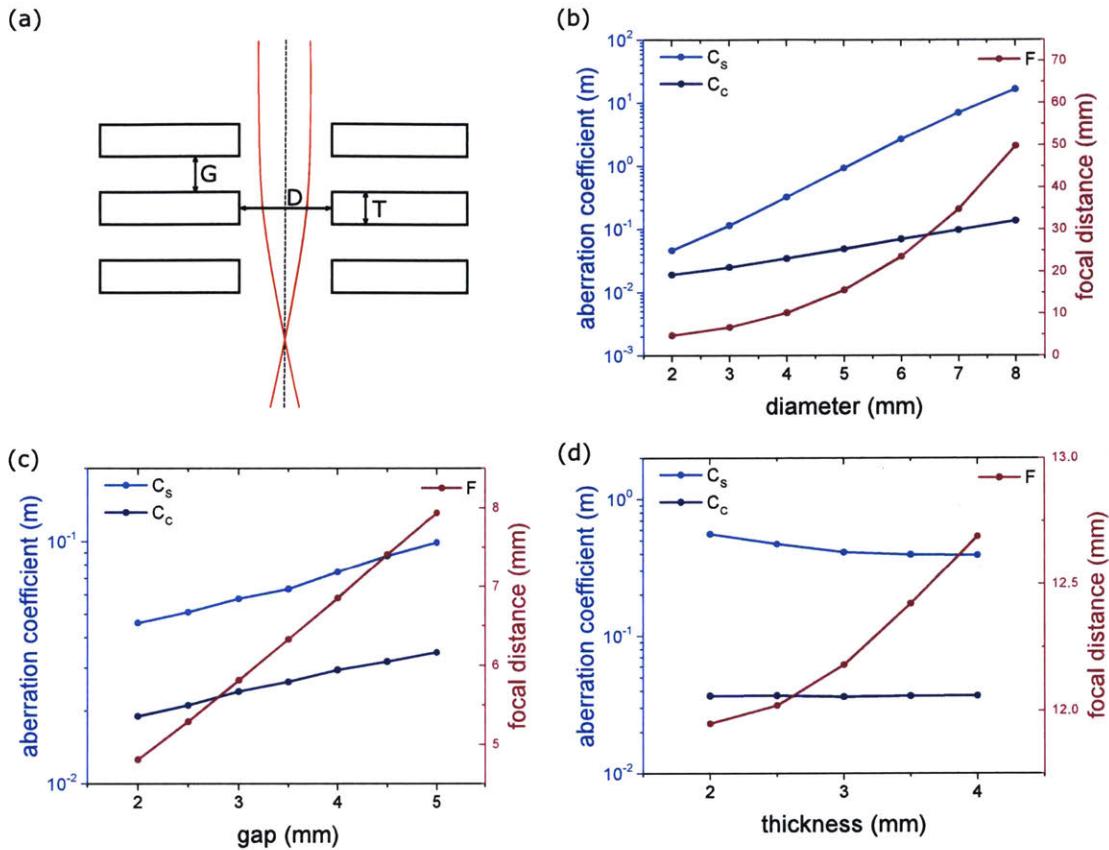 (a)
G
D
T
(b)
C_s
C_c
F
10^2
10^1
10^0
10^-1
10^-2
10^-3
aberration coefficient (m)
70
60
50
40
30
20
10
0
focal distance (mm)
2 3 4 5 6 7 8
diameter (mm)
(c)
C_s
C_c
F
10^-1
10^-2
aberration coefficient (m)
8
7
6
5
focal distance (mm)
2 3 4 5
gap (mm)
(d)
C_s
C_c
F
10^0
10^-1
10^-2
aberration coefficient (m)
13.0
12.5
12.0
focal distance (mm)
2 3 4
thickness (mm)